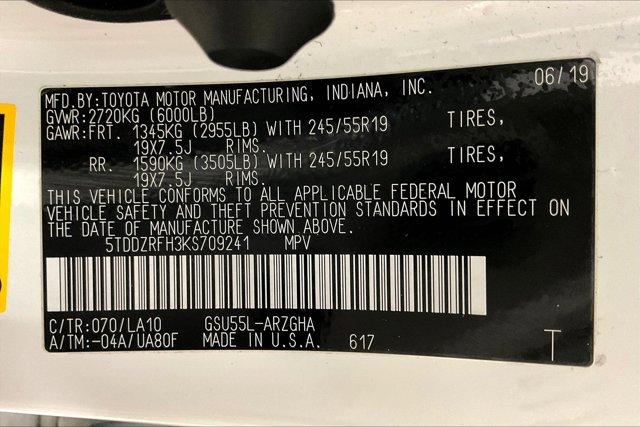 06/19
MFD.BY:TOYOTA MOTOR MANUFACTURING, INDIANA, INC.
GVWR:2720KG (6000LB)
GAWR:FRT. 1345KG (2955LB) WITH 245/55R19 TIRES,
19X7.5J RIMS.
RR. 1590KG (3505LB) WITH 245/55R19 TIRES,
19X7.5J RIMS.
THIS VEHICLE CONFORMS TO ALL APPLICABLE FEDERAL MOTOR
VEHICLE SAFETY AND THEFT PREVENTION STANDARDS IN EFFECT ON
THE DATE OF MANUFACTURE SHOWN ABOVE.
5TDDZRFH3KS709241 MPV
C/TR:070/LA10 GSU55L-ARZGHA
A/TM:-04A/UA80F MADE IN U.S.A. 617 T